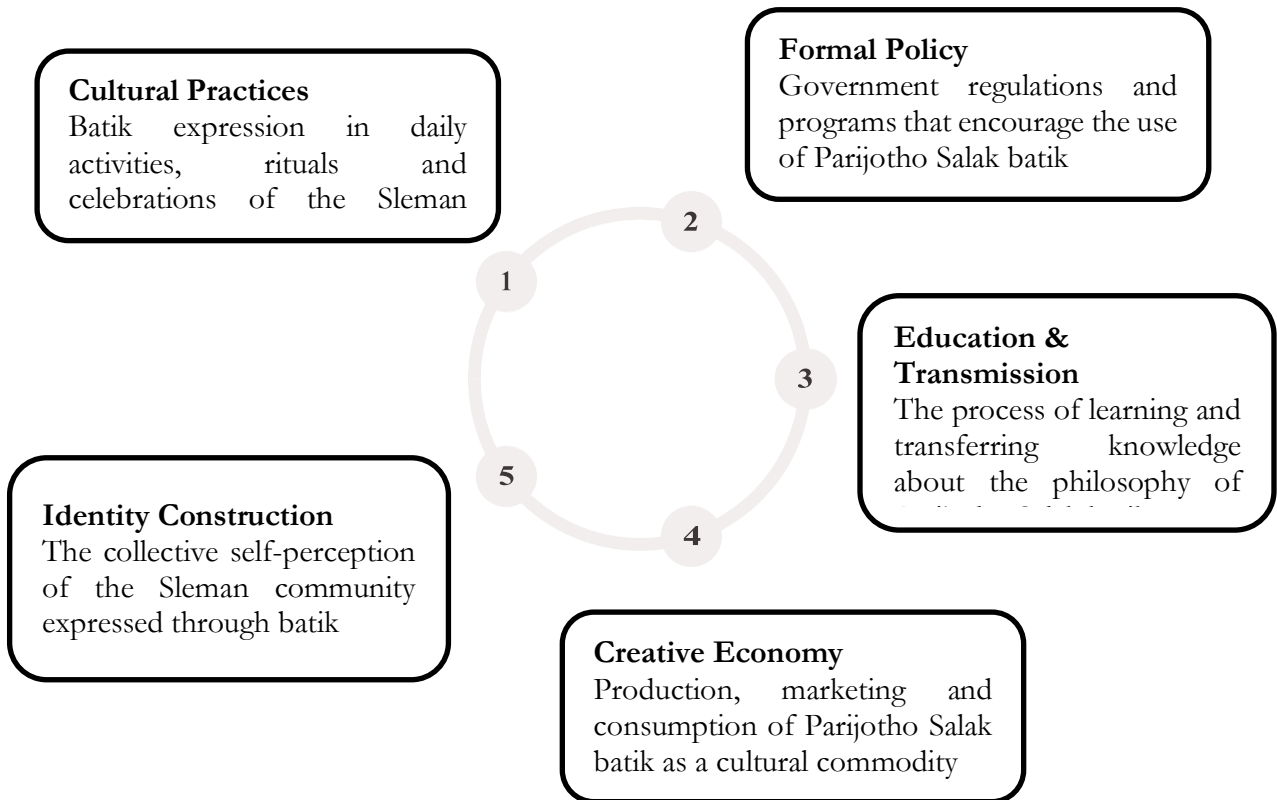 Cultural Practices
Batik expression in daily
activities, rituals and
celebrations of the Sleman
1
Formal Policy
Government regulations and
programs that encourage the use
of Parijotho Salak batik
2
Education &
Transmission
The process of learning and
transferring knowledge
about the philosophy of
3
Creative Economy
Production, marketing and
consumption of Parijotho Salak
batik as a cultural commodity
4
Identity Construction
The collective self-perception
of the Sleman community
expressed through batik
5